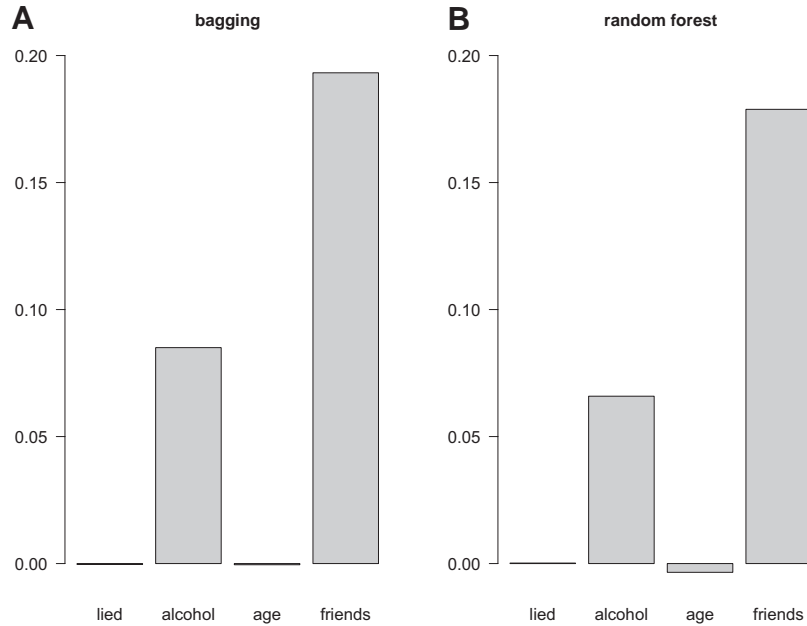 A
bagging
0.20
0.15
0.10
0.05
0.00
lied alcohol age friends
B
random forest
0.20
0.15
0.10
0.05
0.00
lied alcohol age friends